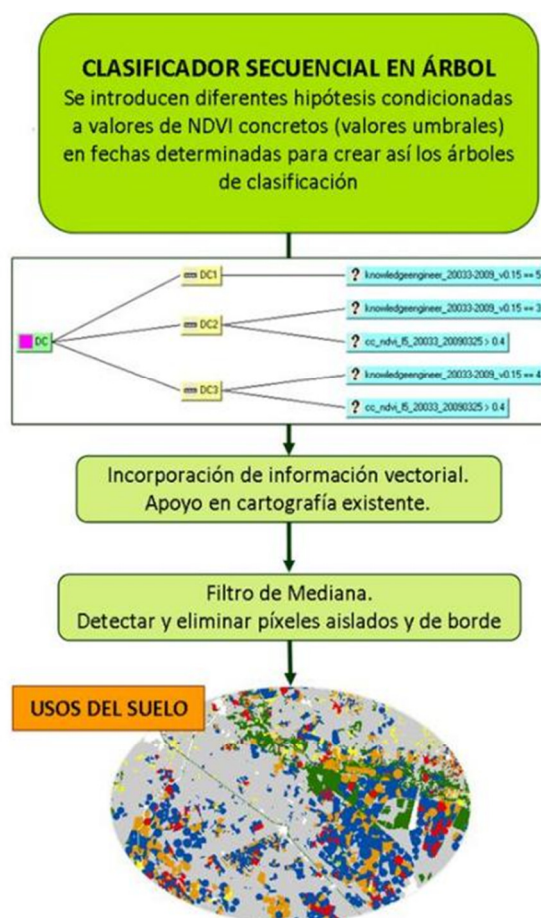 CLASIFICADOR SECUENCIAL EN ÁRBOL
Se introducen diferentes hipótesis condicionadas
a valores de NDVI concretos (valores umbrales)
en fechas determinadas para crear así los árboles
de clasificación
DC1
? knowledgeengineer_20033-2009_v0.15 == 5
? knowledgeengineer_20033-2009_v0.15 == 3
DC
DC2
? cc_ndvi_l5_20033_20090325 > 0.4
? knowledgeengineer_20033-2009_v0.15 == 4
DC3
? cc_ndvi_l5_20033_20090325 > 0.4
Incorporación de información vectorial.
Apoyo en cartografía existente.
Filtro de Mediana.
Detectar y eliminar píxeles aislados y de borde
USOS DEL SUELO